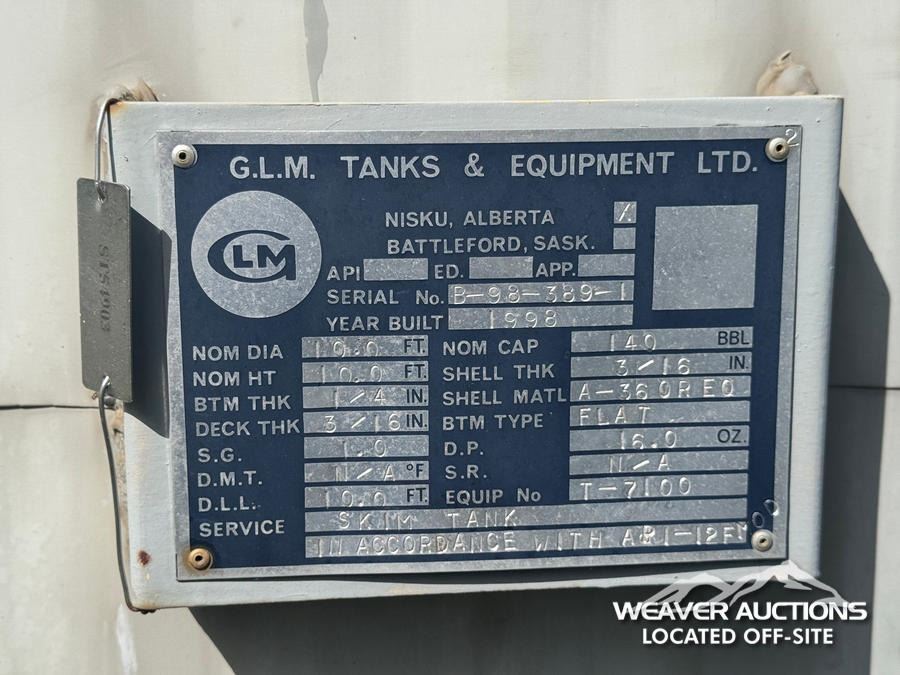 G.L.M. TANKS & EQUIPMENT LTD.
2
GLM
NISKU, ALBERTA X
BATTLEFORD, SASK.
API ED. APP.
SERIAL No. B-98-389-1
YEAR BUILT 1998
NOM DIA 10.0 FT. NOM CAP 140 BBL
NOM HT 10.0 FT. SHELL THK 3/16 IN.
BTM THK 1/4 IN. SHELL MATL A-36OREQ
DECK THK 3/16 IN. BTM TYPE FLAT
S.G. 1.0 D.P. 16.0 OZ.
D.M.T. N/A °F S.R. N/A
D.L.L. 10.0 FT. EQUIP No T-7100
SERVICE SKIM TANK
IN ACCORDANCE WITH API-12F
STS4003
WEAVER AUCTIONS
LOCATED OFF-SITE